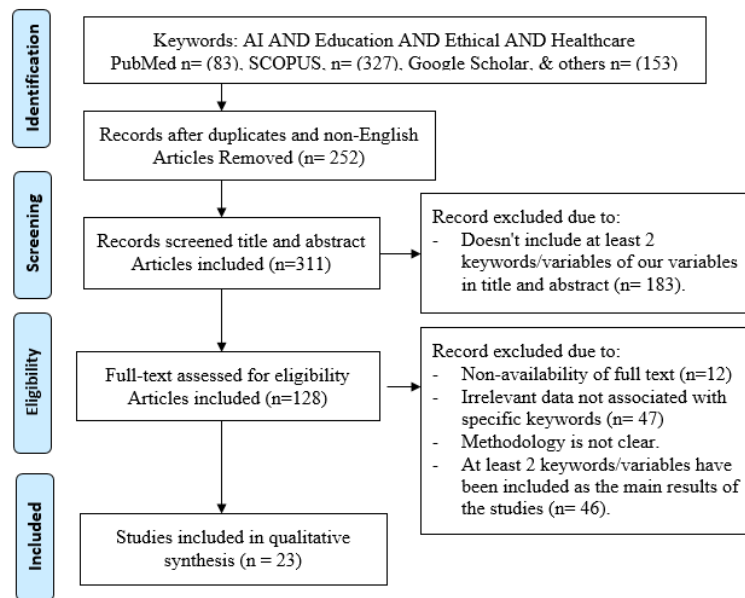 Identification
Keywords: AI AND Education AND Ethical AND Healthcare
PubMed n= (83), SCOPUS, n= (327), Google Scholar, & others n= (153)
Records after duplicates and non-English
Articles Removed (n= 252)
Screening
Records screened title and abstract
Articles included (n=311)
Record excluded due to:
- Doesn't include at least 2
keywords/variables of our variables
in title and abstract (n= 183).
Eligibility
Full-text assessed for eligibility
Articles included (n=128)
Record excluded due to:
- Non-availability of full text (n=12)
- Irrelevant data not associated with
specific keywords (n= 47)
- Methodology is not clear.
- At least 2 keywords/variables have
been included as the main results of
the studies (n= 46).
Included
Studies included in qualitative
synthesis (n = 23)